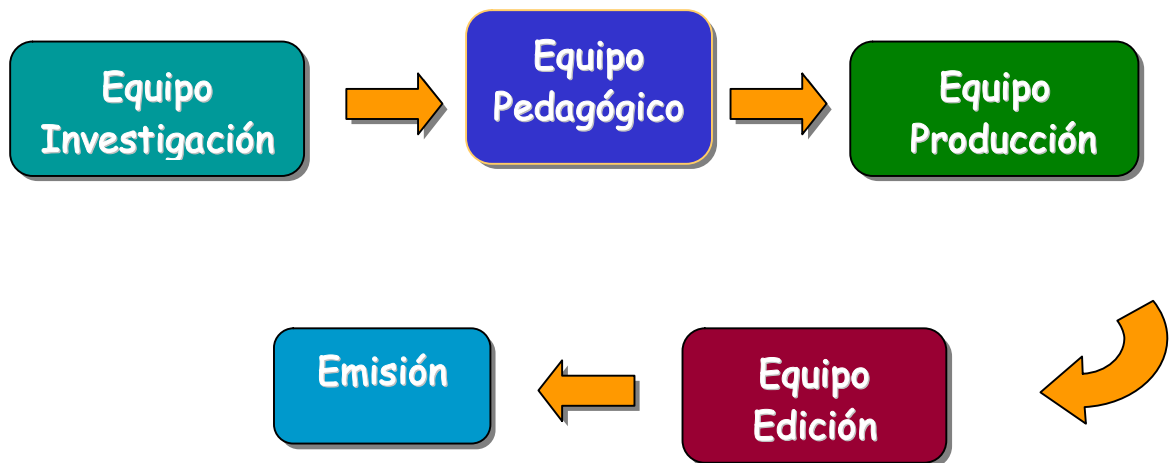 Equipo
Investigación
Equipo
Pedagógico
Equipo
Producción
Emisión
Equipo
Edición